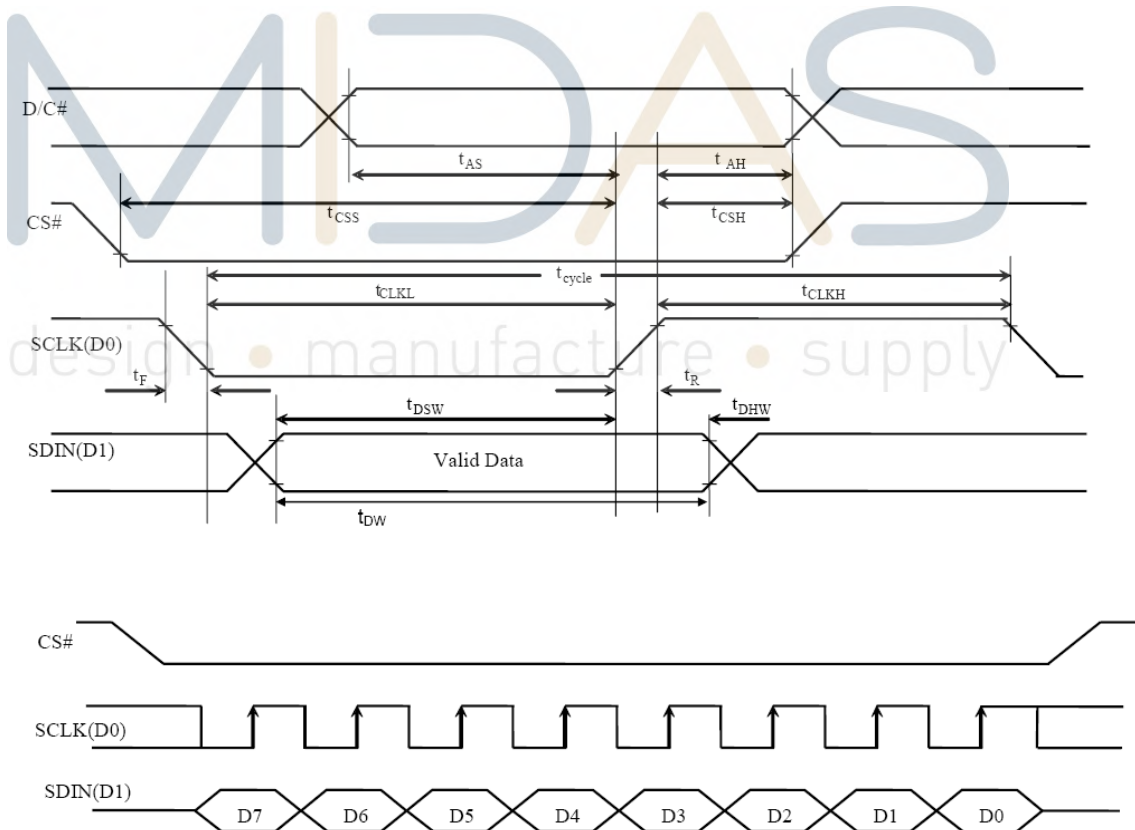 MIDAS
D/C#
tAS
t AH
CS#
tCSS
tCSH
tcycle
tCLKL
tCLKH
design • manufacture • supply
SCLK(D0)
tF
tR
tDSW
tDHW
SDIN(D1)
Valid Data
tDW
CS#
SCLK(D0)
SDIN(D1)
D7 D6 D5 D4 D3 D2 D1 D0